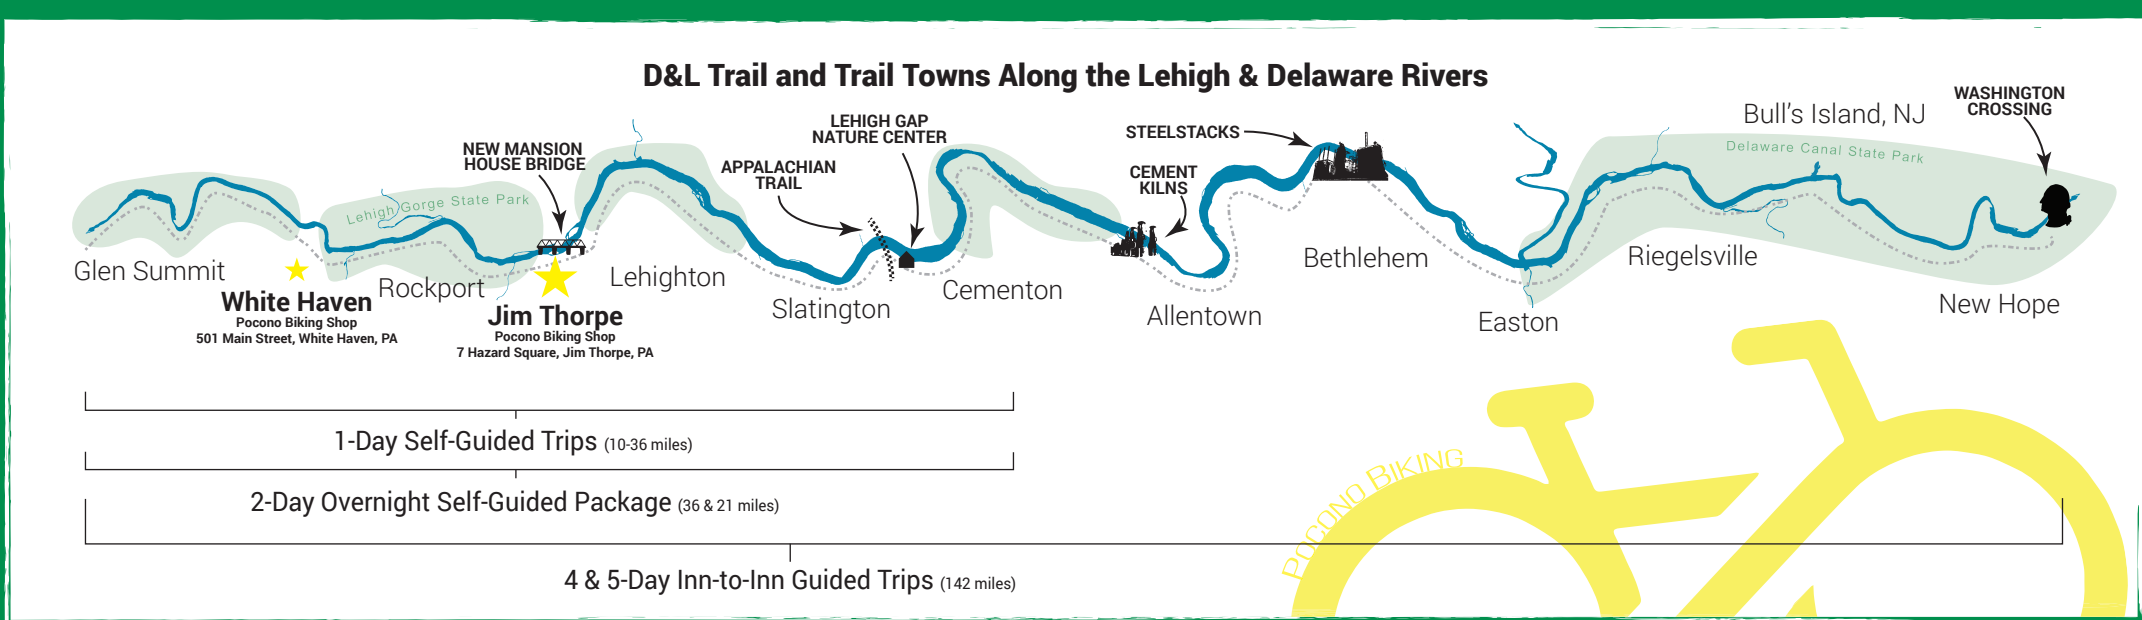 D&L Trail and Trail Towns Along the Lehigh & Delaware Rivers
WASHINGTON
CROSSING
Bull's Island, NJ
LEHIGH GAP
NATURE CENTER
STEELSTACKS
NEW MANSION
HOUSE BRIDGE
APPALACHIAN
TRAIL
CEMENT
KILNS
Delaware Canal State Park
Lehigh Gorge State Park
Glen Summit
White Haven
Pocono Biking Shop
501 Main Street, White Haven, PA
Rockport
Jim Thorpe
Pocono Biking Shop
7 Hazard Square, Jim Thorpe, PA
Lehighton
Slatington
Cementon
Allentown
Bethlehem
Easton
Riegelsville
New Hope
1-Day Self-Guided Trips (10-36 miles)
2-Day Overnight Self-Guided Package (36 & 21 miles)
4 & 5-Day Inn-to-Inn Guided Trips (142 miles)
POCONO BIKING